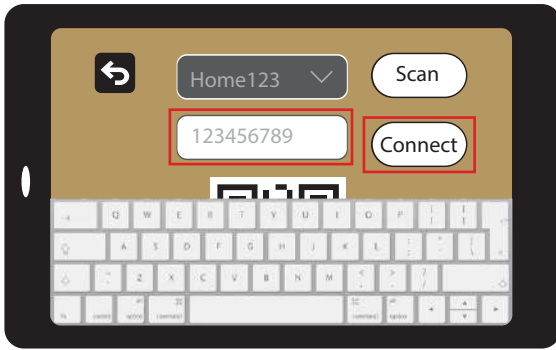 Home123
Scan
123456789
Connect
Q W E R T Y U I O P
A S D F G H J K L
Z X C V B N M